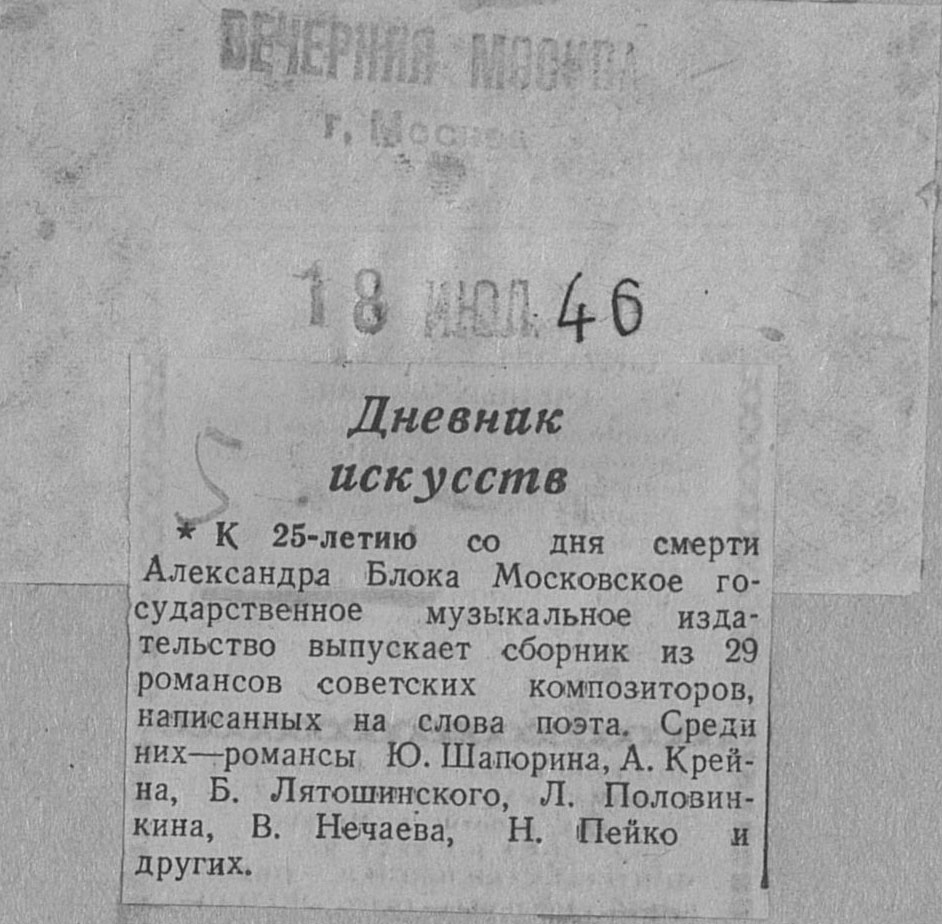 ВЕЧЕРНЯЯ МОСКВА
г. Москва
18 ИЮЛ. 46
Дневник
искусств
* К 25-летию со дня смерти
Александра Блока Московское го-
сударственное музыкальное изда-
тельство выпускает сборник из 29
романсов советских композиторов,
написанных на слова поэта. Среди
них—романсы Ю. Шапорина, А. Крей-
на, Б. Лятошинского, Л. Половин-
кина, В. Нечаева, Н. Пейко и
других.